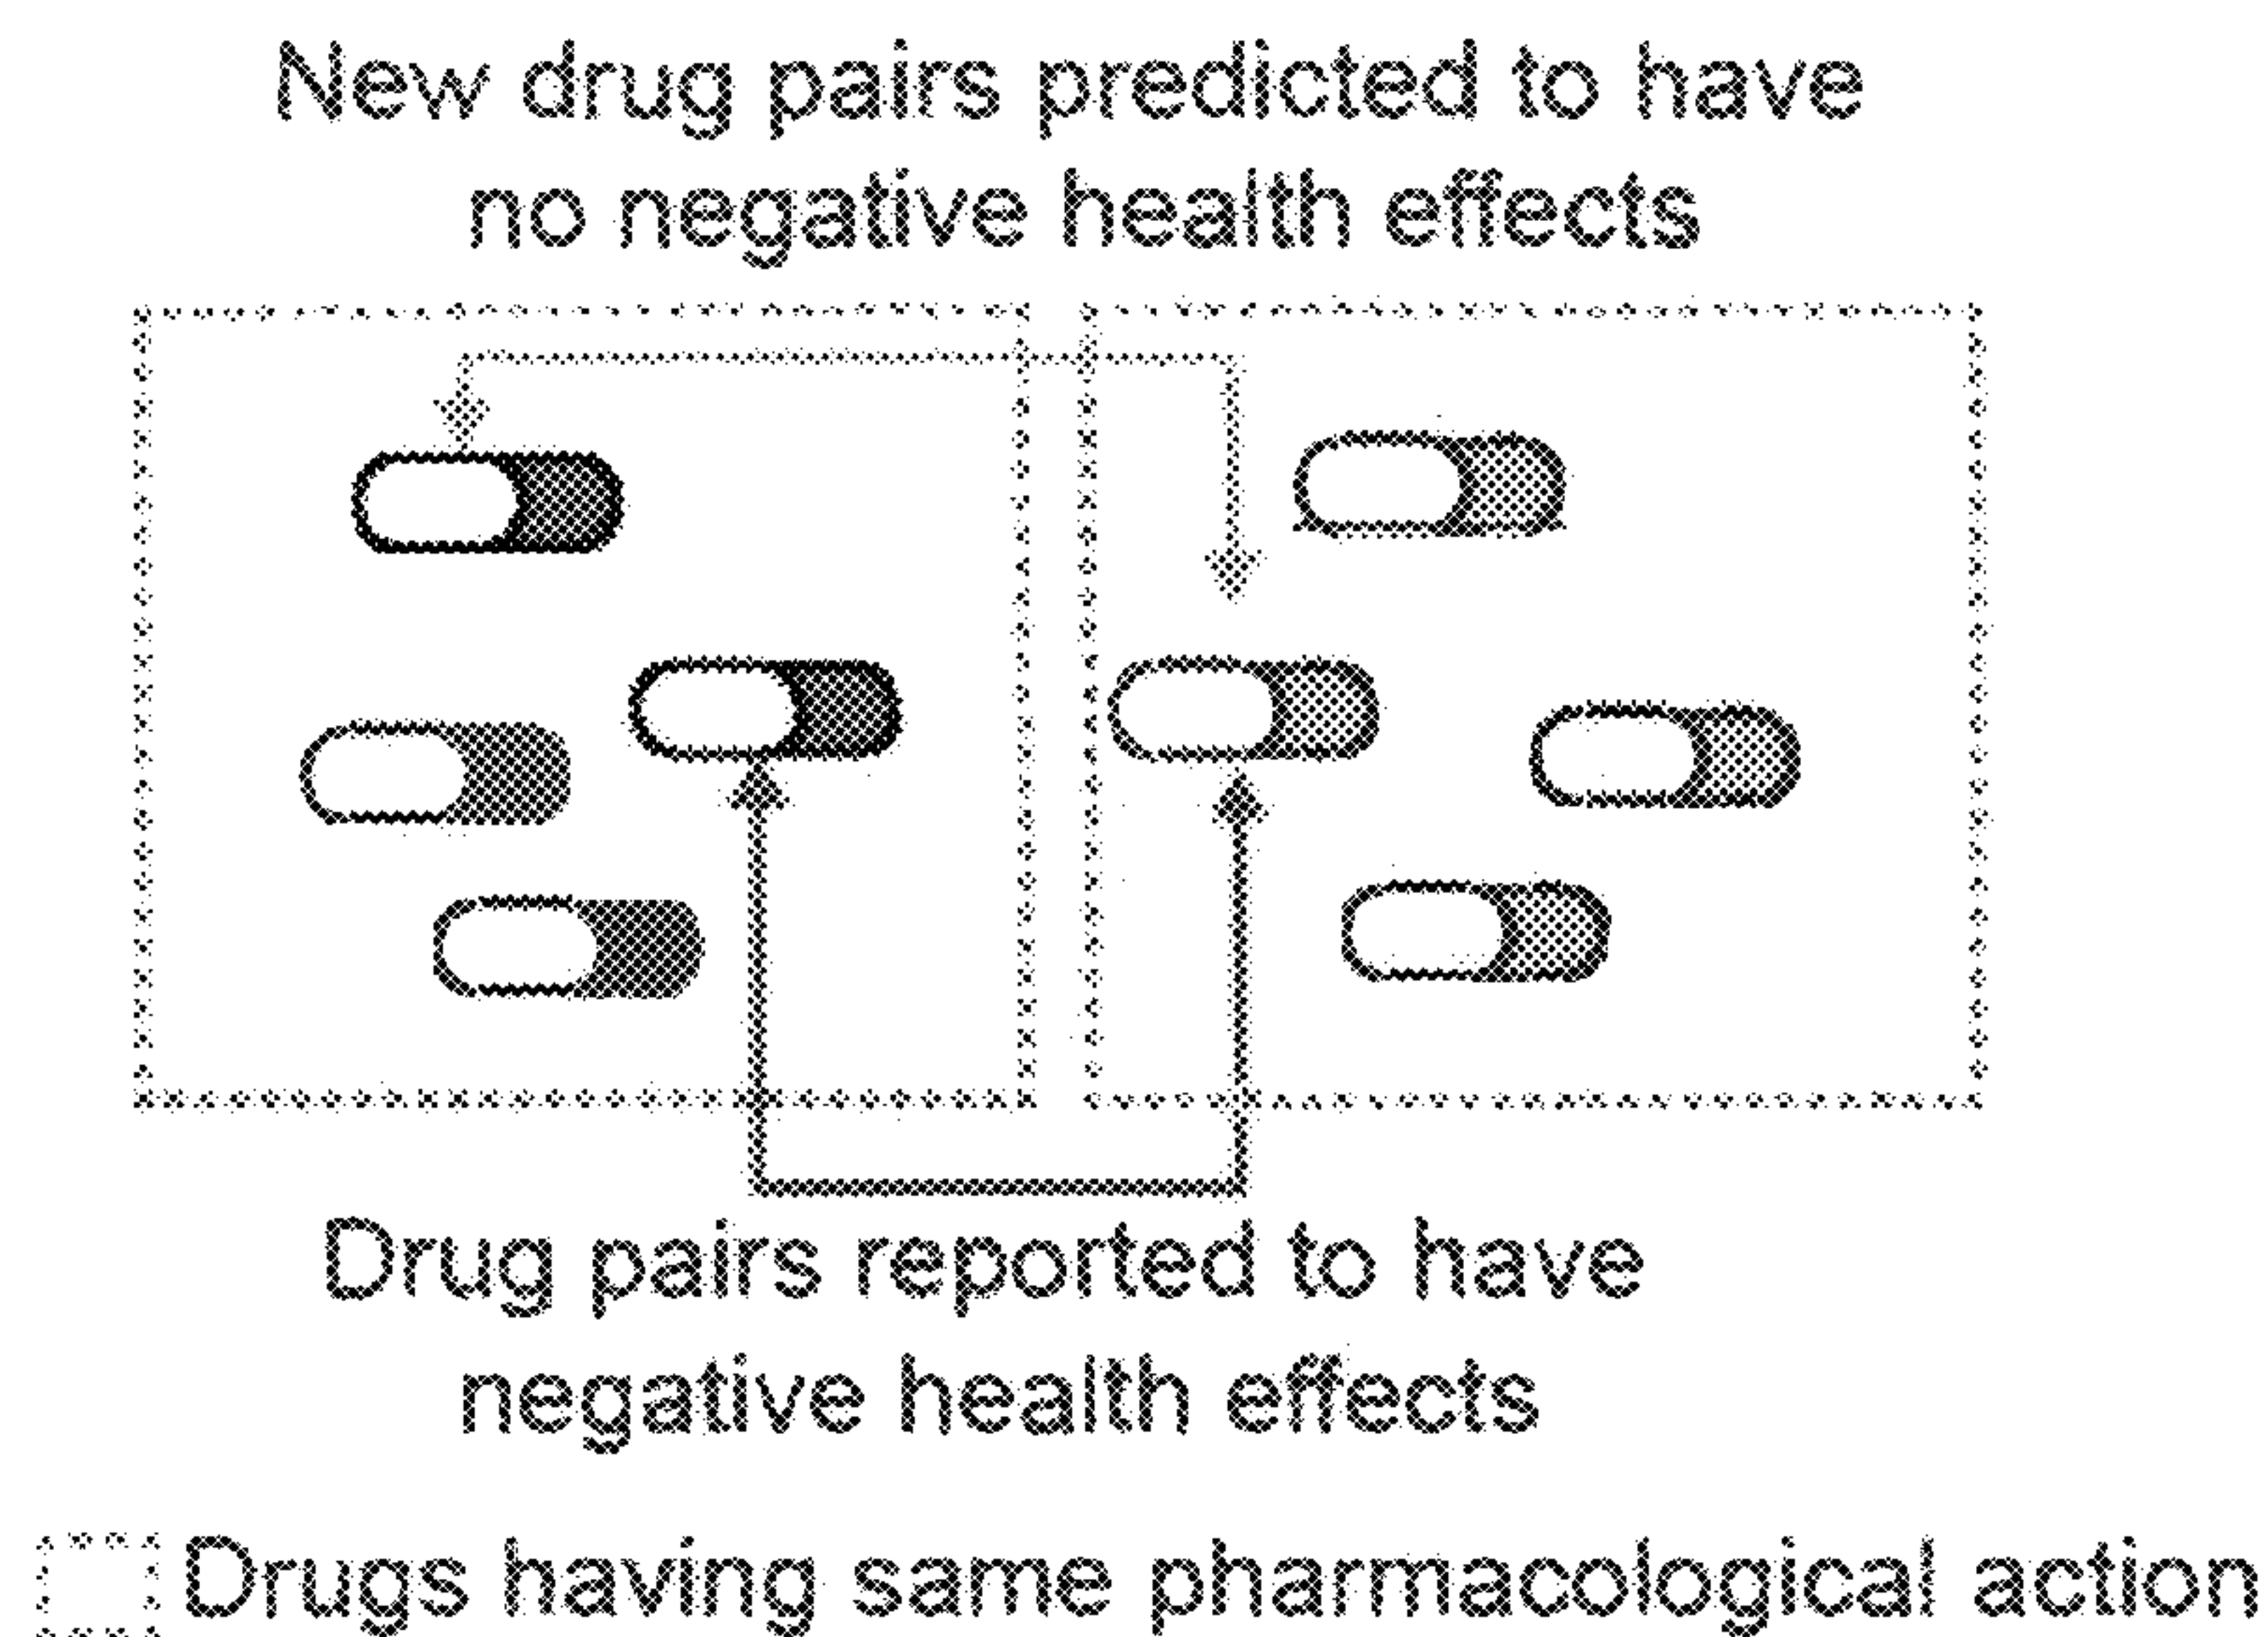 New drug pairs predicted to have
no negative health effects
Drug pairs reported to have
negative health effects
Drugs having same pharmacological action